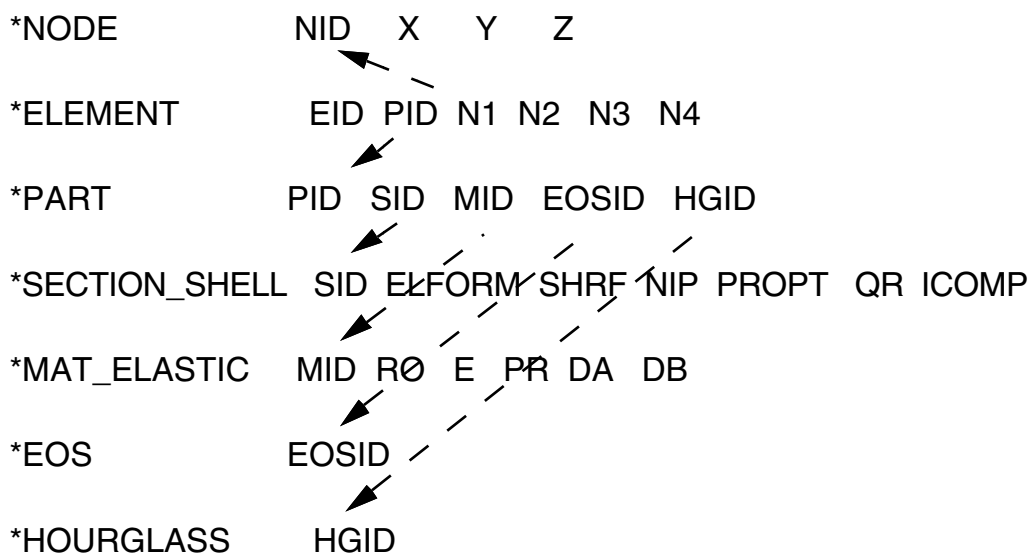 *NODE NID X Y Z
*ELEMENT EID PID N1 N2 N3 N4
*PART PID SID MID EOSID HGID
*SECTION_SHELL SID ELFORM SHRF NIP PROPT QR ICOMP
*MAT_ELASTIC MID RØ E PR DA DB
*EOS EOSID
*HOURGLASS HGID